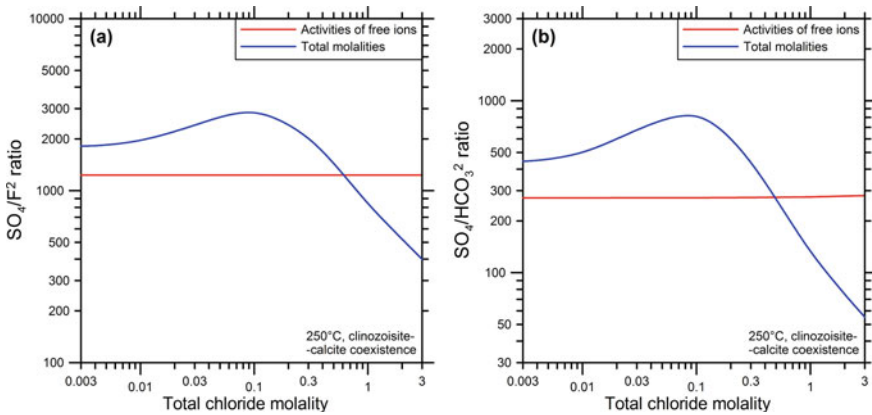 (a)
Activities of free ions
Total molalities
SO₄/F² ratio
10000
5000
3000
2000
1000
500
300
200
100
250°C, clinozoisite-
-calcite coexistence
0.003
0.01
0.03
0.1
0.3
1
3
Total chloride molality
(b)
Activities of free ions
Total molalities
SO₄/HCO₃² ratio
3000
1000
500
300
100
50
30
250°C, clinozoisite-
-calcite coexistence
0.003
0.01
0.03
0.1
0.3
1
3
Total chloride molality